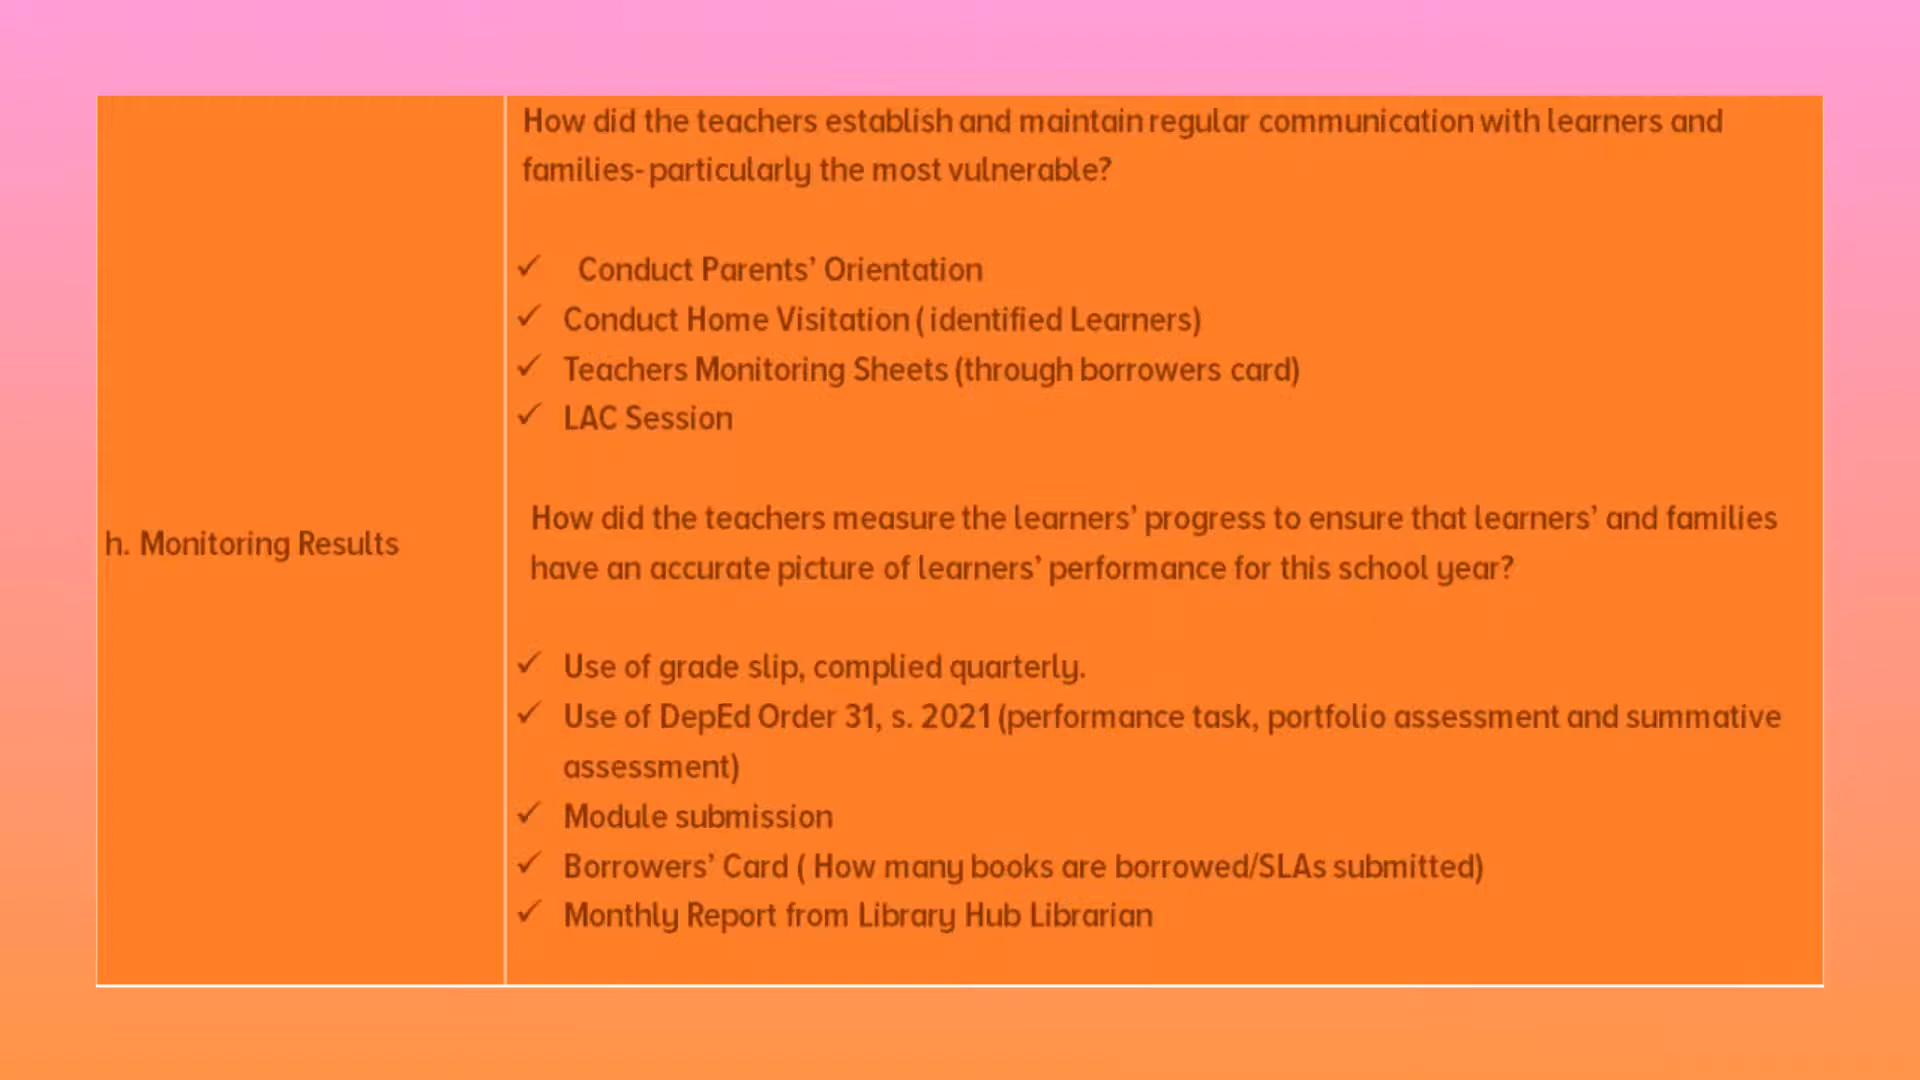 h. Monitoring Results
How did the teachers establish and maintain regular communication with learners and
families- particularly the most vulnerable?
✓ Conduct Parents’ Orientation
✓ Conduct Home Visitation ( identified Learners)
✓ Teachers Monitoring Sheets (through borrowers card)
✓ LAC Session
How did the teachers measure the learners’ progress to ensure that learners’ and families
have an accurate picture of learners’ performance for this school year?
✓ Use of grade slip, complied quarterly.
✓ Use of DepEd Order 31, s. 2021 (performance task, portfolio assessment and summative
assessment)
✓ Module submission
✓ Borrowers’ Card ( How many books are borrowed/SLAs submitted)
✓ Monthly Report from Library Hub Librarian